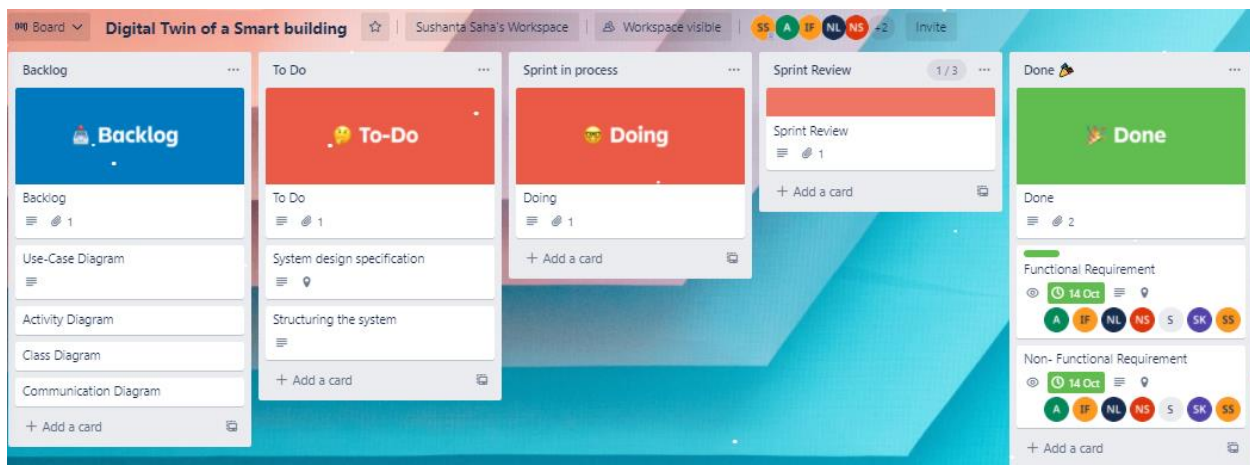 Board
Digital Twin of a Smart building
Sushanta Saha's Workspace
Workspace visible
SS A IF NL NS +2
Invite
Backlog
Backlog
Backlog
1
Use-Case Diagram
Activity Diagram
Class Diagram
Communication Diagram
+ Add a card
To Do
To-Do
To Do
1
System design specification
Structuring the system
+ Add a card
Sprint in process
Doing
Doing
1
+ Add a card
Sprint Review
1 / 3
Sprint Review
1
+ Add a card
Done
Done
Done
2
Functional Requirement
14 Oct
A IF NL NS S SK SS
Non- Functional Requirement
14 Oct
A IF NL NS S SK SS
+ Add a card